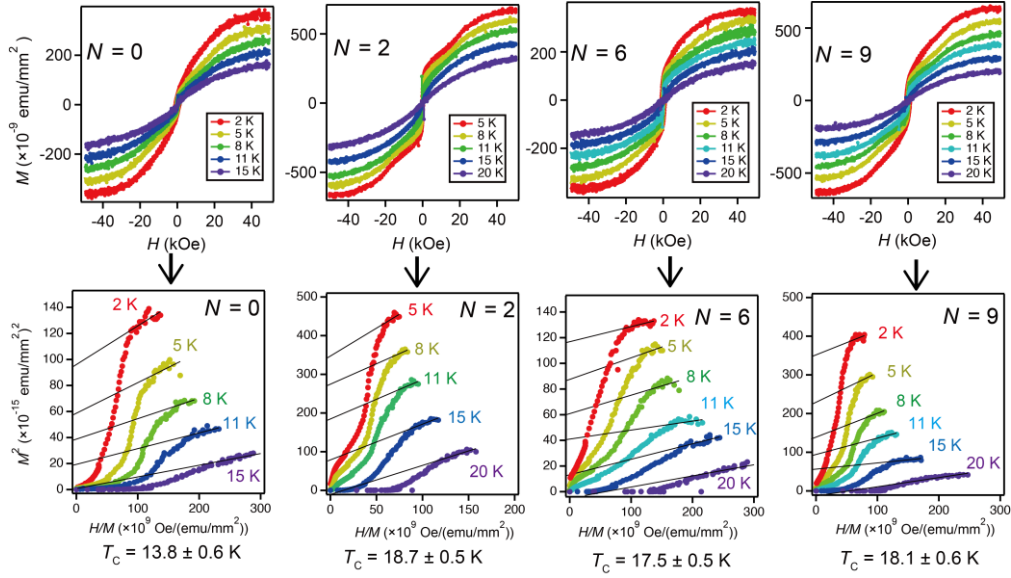 M (×10⁻⁹ emu/mm²)
200
0
-200
N = 0
2 K
5 K
8 K
11 K
15 K
-40 -20 0 20 40
H (kOe)
500
0
-500
N = 2
5 K
8 K
11 K
15 K
20 K
-40 -20 0 20 40
H (kOe)
200
0
-200
N = 6
2 K
5 K
8 K
11 K
15 K
20 K
-40 -20 0 20 40
H (kOe)
500
0
-500
N = 9
2 K
5 K
8 K
11 K
15 K
20 K
-40 -20 0 20 40
H (kOe)
M² (×10⁻¹⁵ emu/mm²)²
140
120
100
80
60
40
20
0
N = 0
2 K
5 K
8 K
11 K
15 K
0 100 200 300
H/M (×10⁹ Oe/(emu/mm²))
T_C = 13.8 ± 0.6 K
500
400
300
200
100
0
N = 2
5 K
8 K
11 K
15 K
20 K
0 50 100 150 200
H/M (×10⁹ Oe/(emu/mm²))
T_C = 18.7 ± 0.5 K
140
120
100
80
60
40
20
0
N = 6
2 K
5 K
8 K
11 K
15 K
20 K
0 100 200 300
H/M (×10⁹ Oe/(emu/mm²))
T_C = 17.5 ± 0.5 K
500
400
300
200
100
0
N = 9
2 K
5 K
8 K
11 K
15 K
20 K
0 100 200 300
H/M (×10⁹ Oe/(emu/mm²))
T_C = 18.1 ± 0.6 K